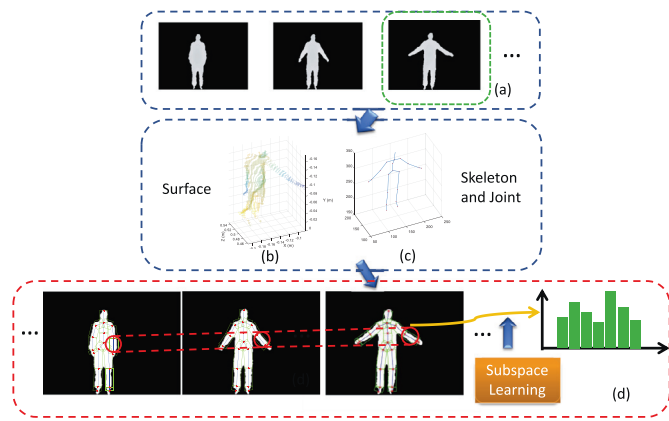 ...
(a)
Surface
(b)
(c)
Skeleton
and Joint
Y (m)
X (m)
Z (m)
...
...
Subspace
Learning
(d)
(d)